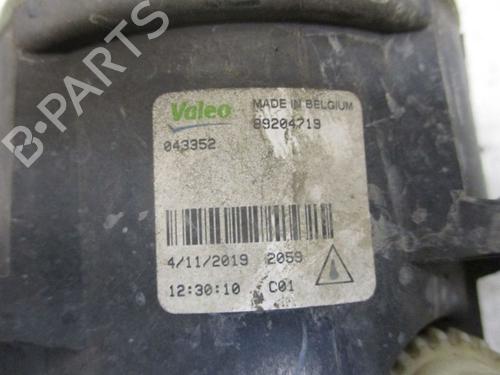 Valeo MADE IN BELGIUM
89204719
043352
4/11/2019 2059
12:30:10 C01
B-PARTS